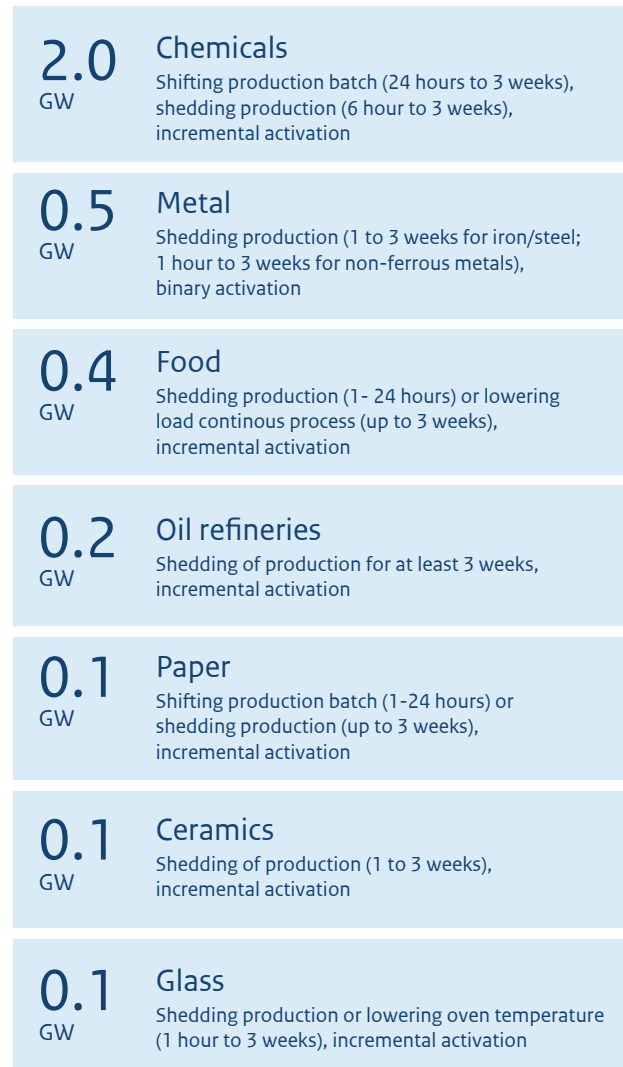 2.0
GW
Chemicals
Shifting production batch (24 hours to 3 weeks),
shedding production (6 hour to 3 weeks),
incremental activation
0.5
GW
Metal
Shedding production (1 to 3 weeks for iron/steel;
1 hour to 3 weeks for non-ferrous metals),
binary activation
0.4
GW
Food
Shedding production (1- 24 hours) or lowering
load continous process (up to 3 weeks),
incremental activation
0.2
GW
Oil refineries
Shedding of production for at least 3 weeks,
incremental activation
0.1
GW
Paper
Shifting production batch (1-24 hours) or
shedding production (up to 3 weeks),
incremental activation
0.1
GW
Ceramics
Shedding of production (1 to 3 weeks),
incremental activation
0.1
GW
Glass
Shedding production or lowering oven temperature
(1 hour to 3 weeks), incremental activation